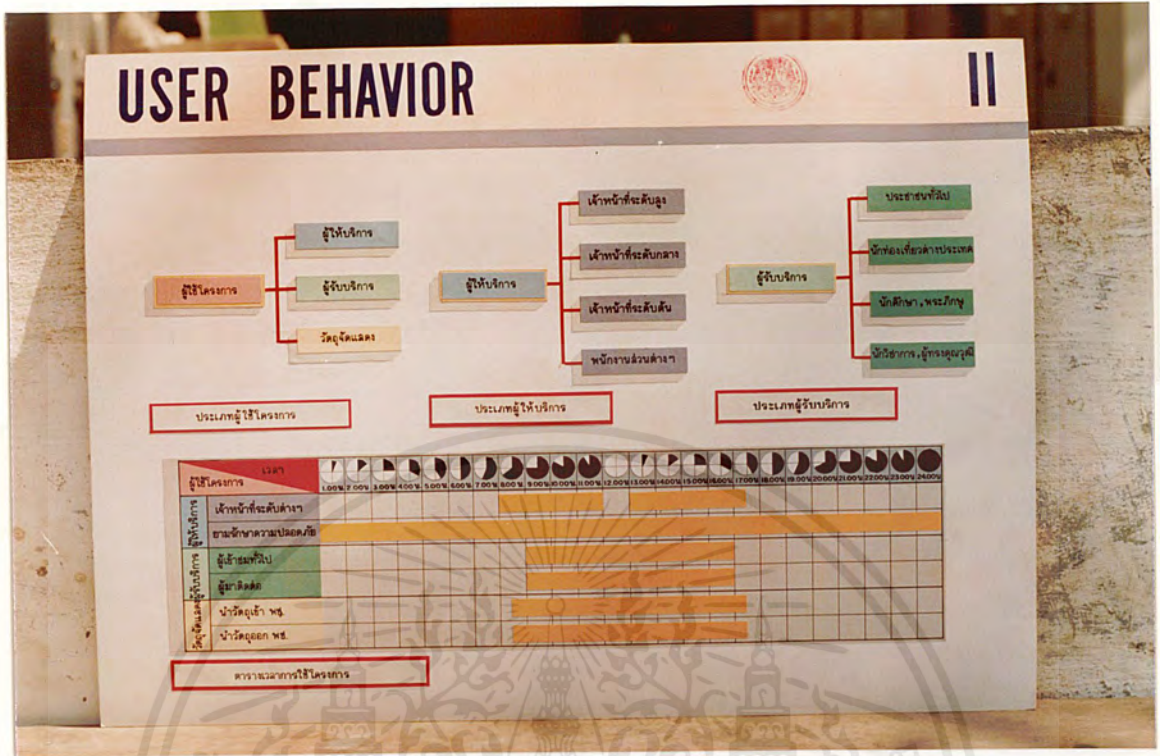 USER BEHAVIOR
II
ผู้ใช้โครงการ
ผู้ให้บริการ
ผู้รับบริการ
วัตถุจัดแสดง
ประเภทผู้ใช้โครงการ
ผู้ให้บริการ
เจ้าหน้าที่ระดับสูง
เจ้าหน้าที่ระดับกลาง
เจ้าหน้าที่ระดับต้น
พนักงานส่วนต่างๆ
ประเภทผู้ให้บริการ
ผู้รับบริการ
ประชาชนทั่วไป
นักท่องเที่ยวต่างประเทศ
นักศึกษา,พระภิกษุ
นักวิชาการ,ผู้ทรงคุณวุฒิ
ประเภทผู้รับบริการ
เวลา
ผู้ใช้โครงการ
1.00น 2.00น 3.00น 4.00น 5.00น 6.00น 7.00น 8.00น 9.00น 10.00น 11.00น 12.00น 13.00น 14.00น 15.00น 16.00น 17.00น 18.00น 19.00น 20.00น 21.00น 22.00น 23.00น 24.00น
ผู้ให้บริการ
เจ้าหน้าที่ระดับต่างๆ
ยามรักษาความปลอดภัย
ผู้รับบริการ
ผู้เข้าชมทั่วไป
ผู้มาติดต่อ
วัตถุจัดแสดง
นำวัตถุเข้า พช.
นำวัตถุออก พช.
ตารางเวลาการใช้โครงการ